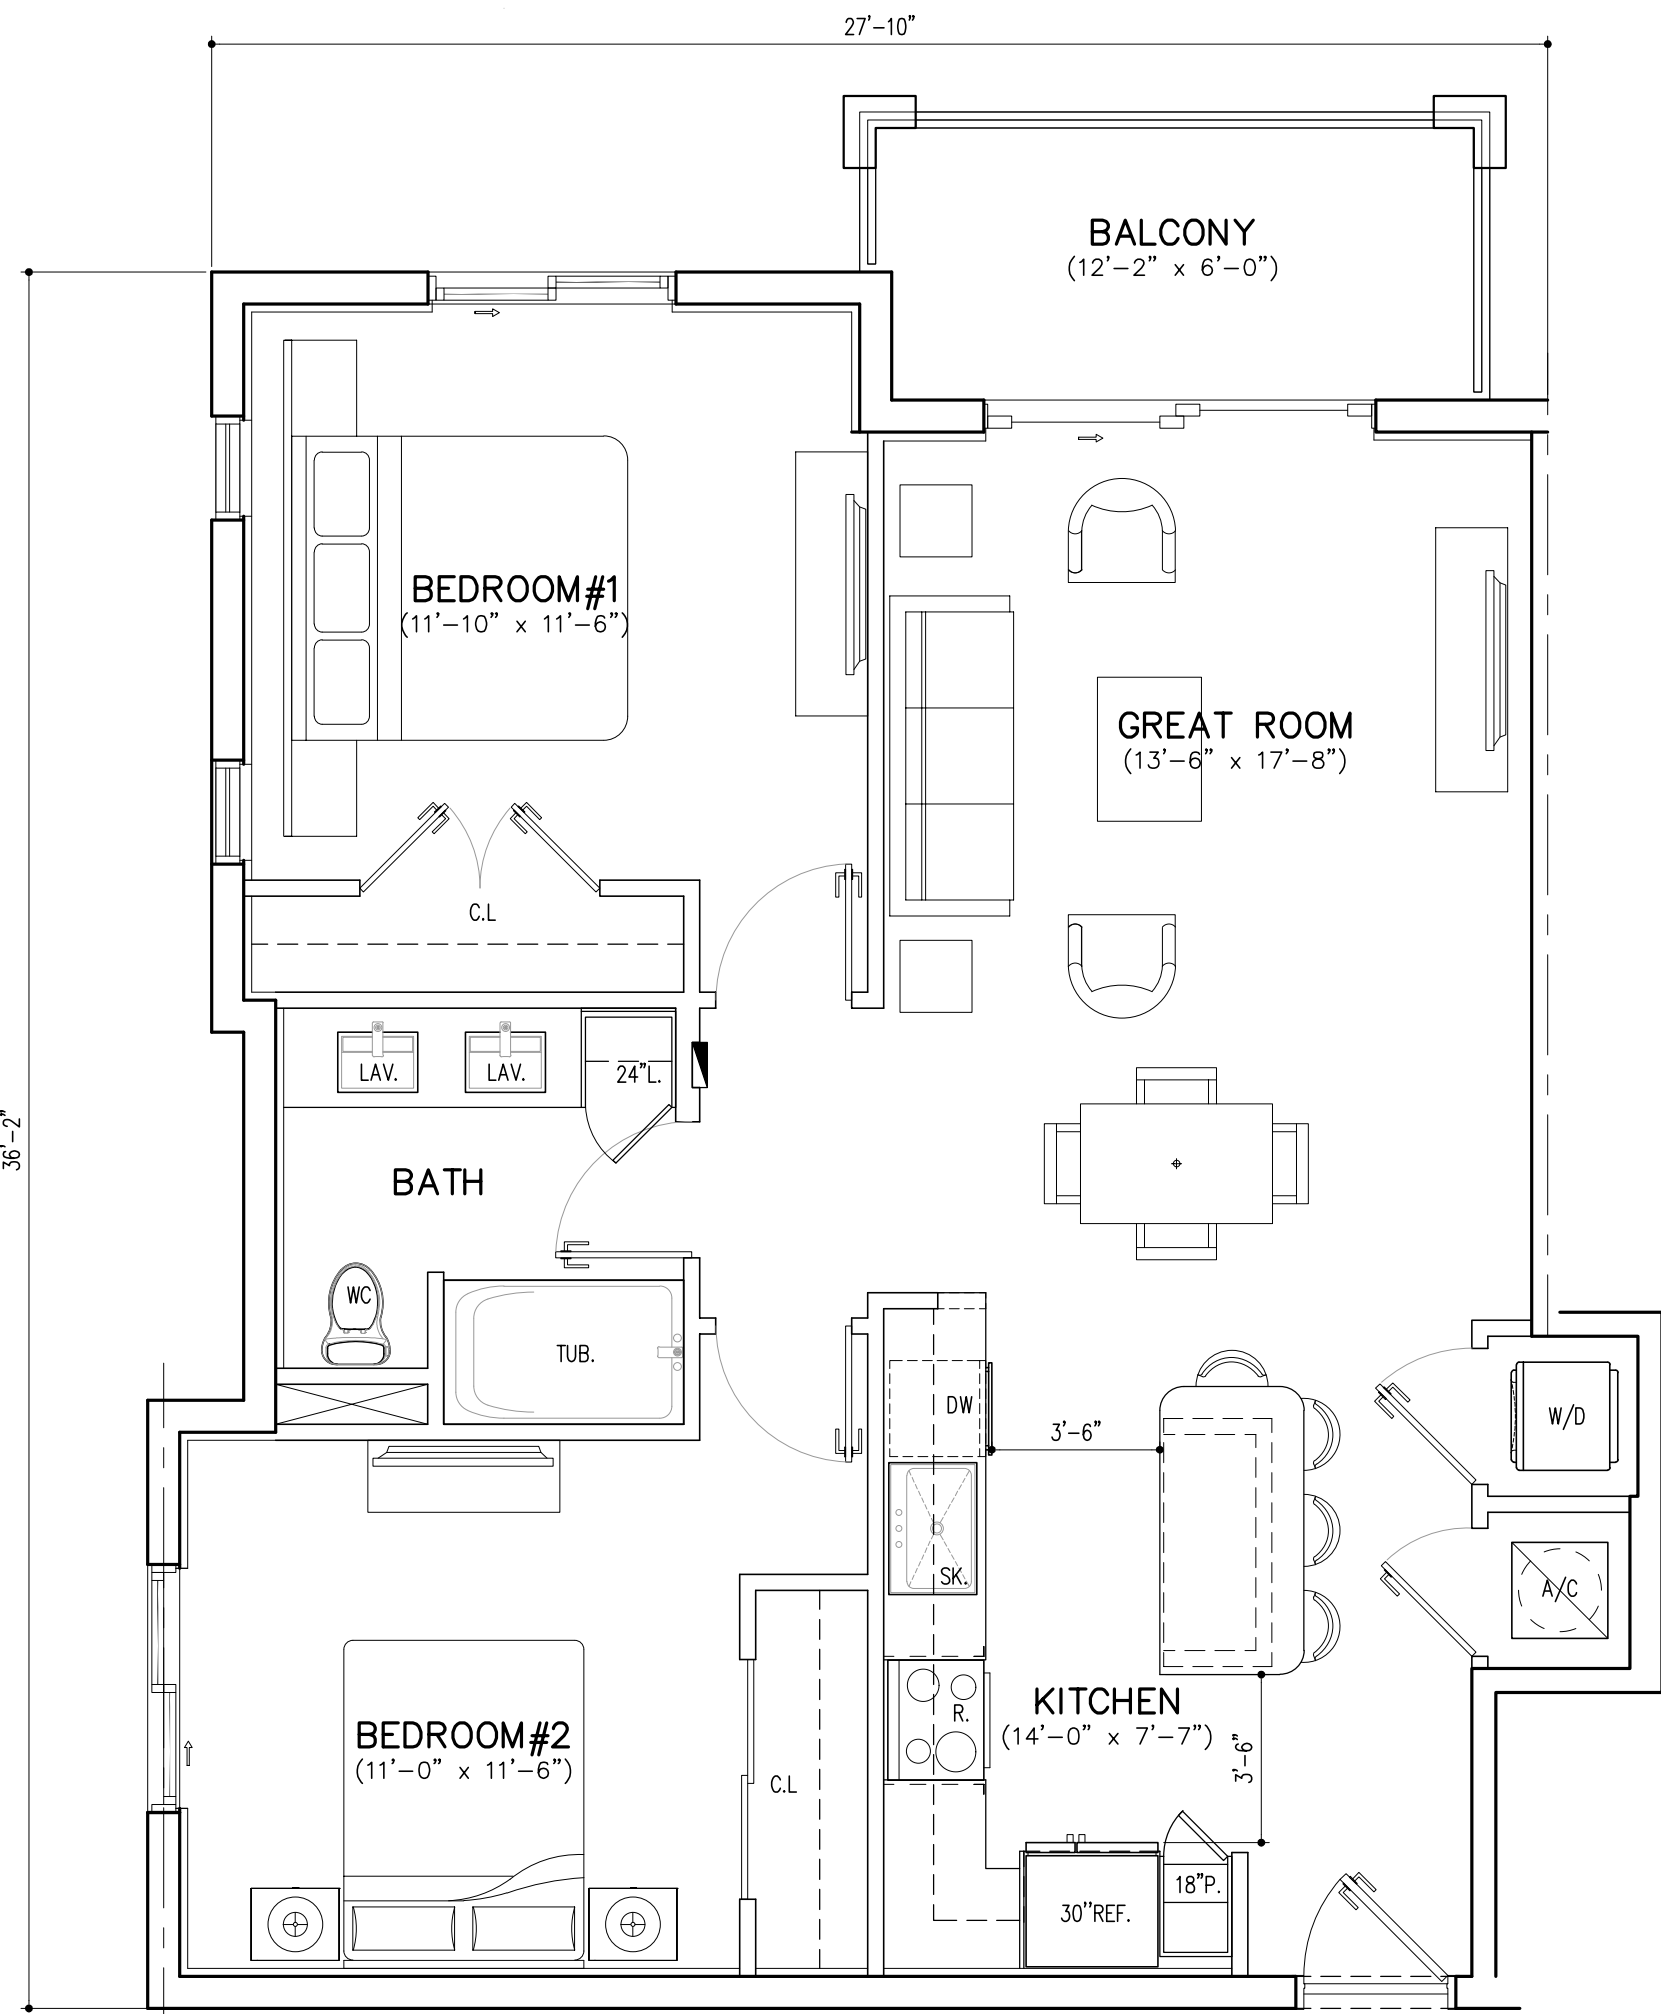 27'-10"
BALCONY
(12'-2" x 6'-0")
BEDROOM#1
(11'-10" x 11'-6")
GREAT ROOM
(13'-6" x 17'-8")
C.L
LAV.
LAV.
24"L.
36'-2"
BATH
WC
TUB.
DW
3'-6"
W/D
SK.
A/C
KITCHEN
(14'-0" x 7'-7")
R.
BEDROOM#2
(11'-0" x 11'-6")
C.L
3'-6"
18"P.
30"REF.